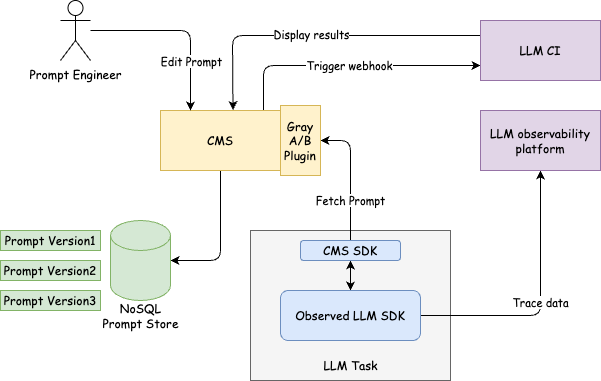 Display results
LLM CI
Edit Prompt
Trigger webhook
Prompt Engineer
CMS
Gray
A/B
Plugin
LLM observability
platform
Fetch Prompt
Prompt Version1
Prompt Version2
Prompt Version3
NoSQL
Prompt Store
CMS SDK
Observed LLM SDK
Trace data
LLM Task